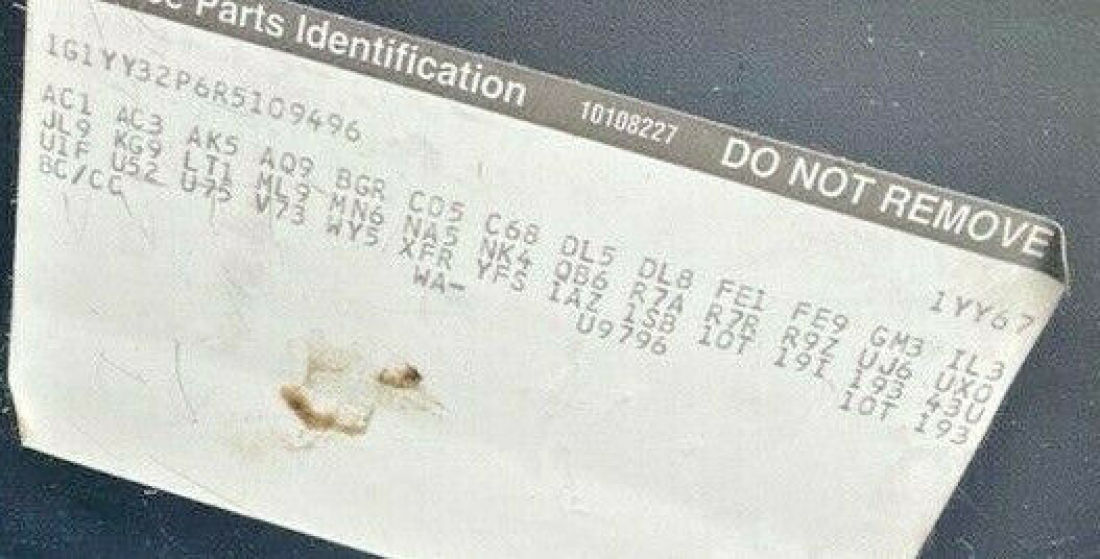 Parts Identification 10108227 DO NOT REMOVE
1G1YY32P6R5109496 1YY67
AC1 AC3 AK5 AQ9 BGR C05 C68 DL5 DL8 FE1 FE9 GM3 IL3
JL9 KG9 LT1 ML9 MN6 NA5 NK4 QB6 R7A R7R R9Z UJ6 UX0
U1F U52 U75 V73 WY5 XFR YFS 1AZ 1SB 10T 19I 193 43U
BC/CC WA- U9796 10T 193